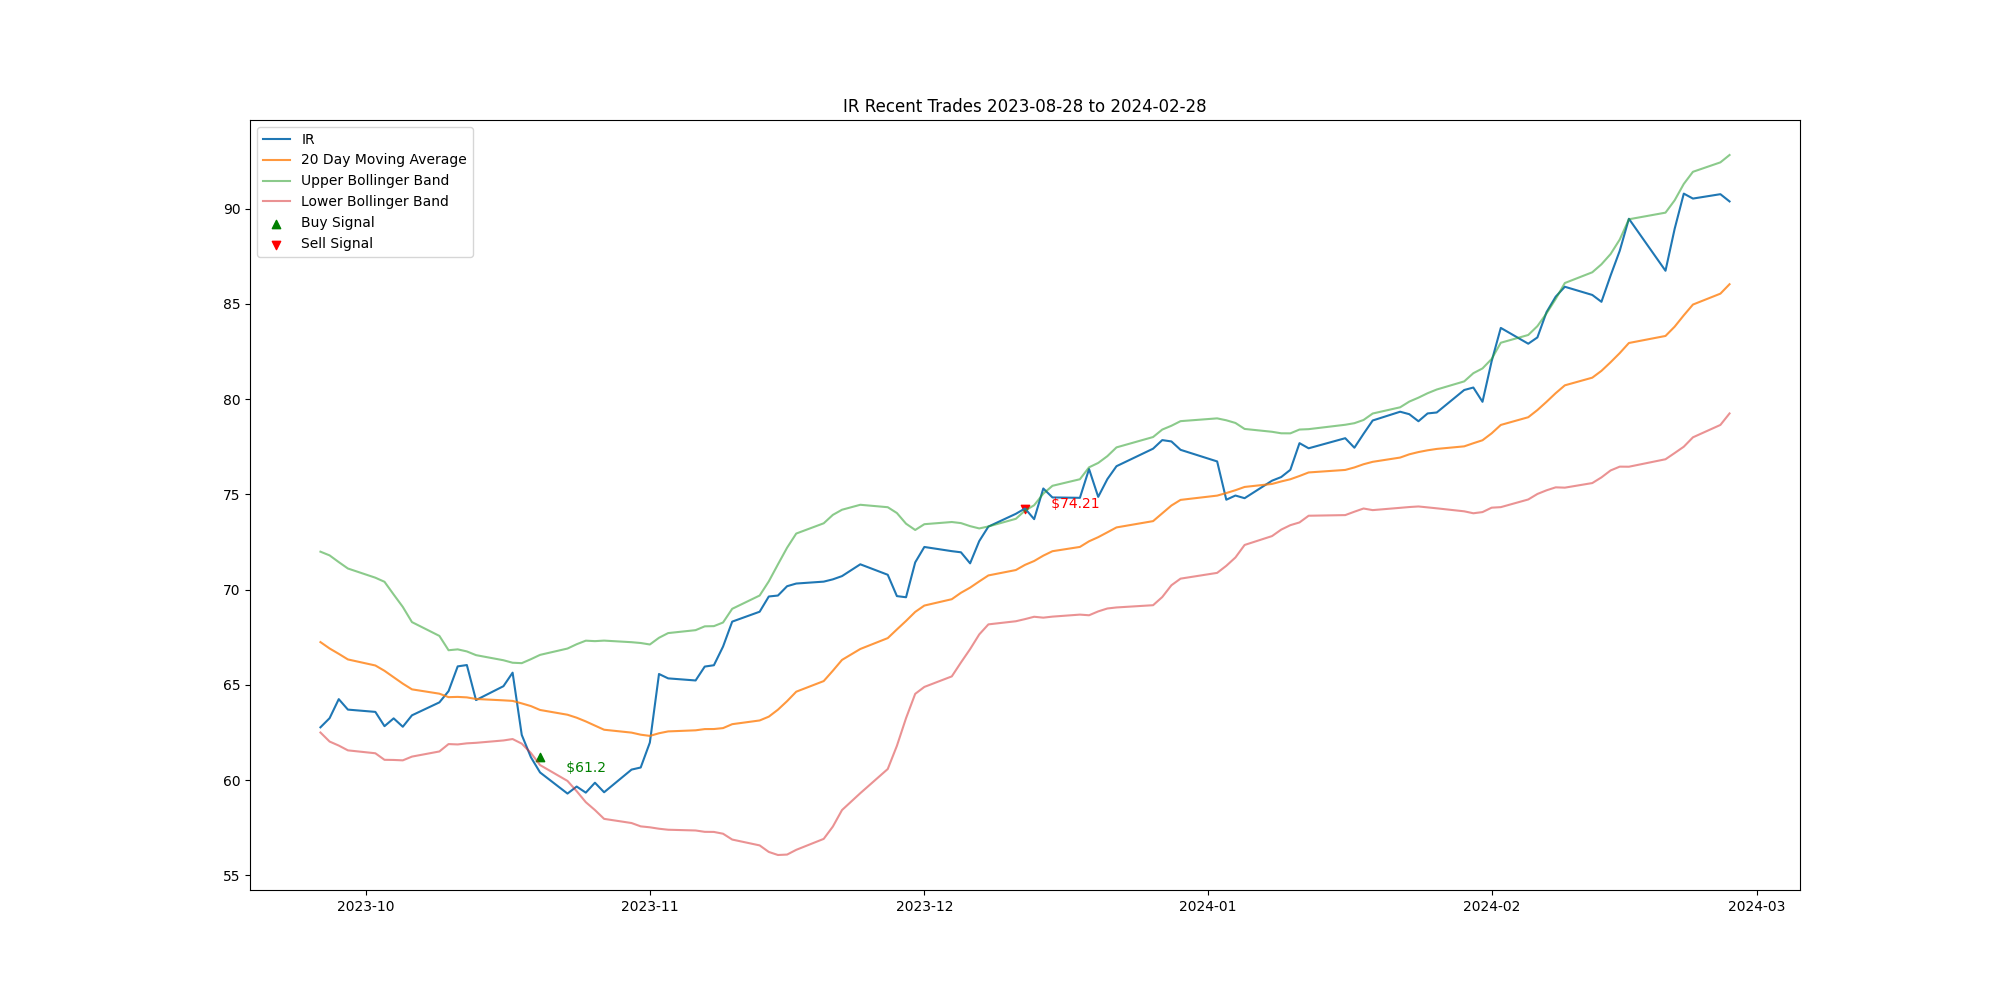 IR Recent Trades 2023-08-28 to 2024-02-28
IR
20 Day Moving Average
Upper Bollinger Band
Lower Bollinger Band
Buy Signal
Sell Signal
90
85
80
75
70
65
60
55
$74.21
$61.2
2023-10 2023-11 2023-12 2024-01 2024-02 2024-03